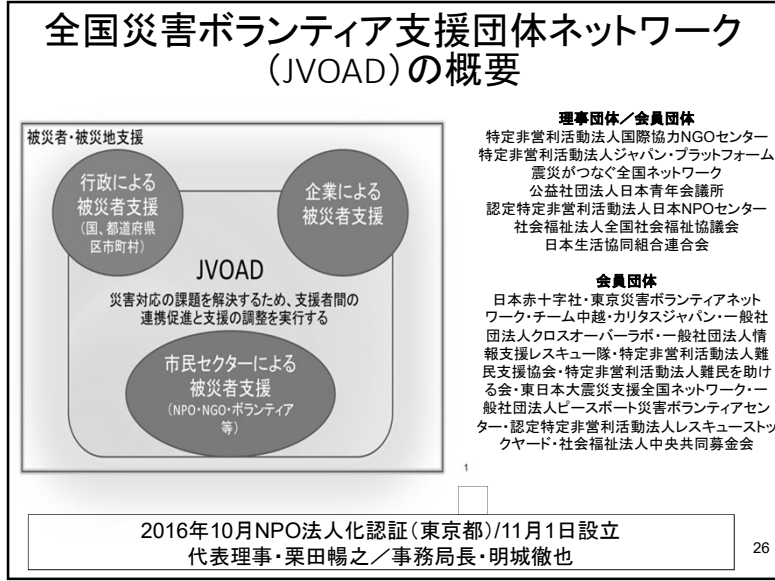 全国災害ボランティア支援団体ネットワーク
（JVOAD）の概要
被災者・被災地支援
行政による
被災者支援
（国、都道府県
区市町村）
企業による
被災者支援
JVOAD
災害対応の課題を解決するため、支援者間の
連携促進と支援の調整を実行する
市民セクターによる
被災者支援
（NPO・NGO・ボランティア
等）
理事団体／会員団体
特定非営利活動法人国際協力NGOセンター
特定非営利活動法人ジャパン・プラットフォーム
震災がつなぐ全国ネットワーク
公益社団法人日本青年会議所
認定特定非営利活動法人日本NPOセンター
社会福祉法人全国社会福祉協議会
日本生活協同組合連合会
会員団体
日本赤十字社・東京災害ボランティアネット
ワーク・チーム中越・カリタスジャパン・一般社
団法人クロスオーバーラボ・一般社団法人情
報支援レスキュー隊・特定非営利活動法人難
民支援協会・特定非営利活動法人難民を助け
る会・東日本大震災支援全国ネットワーク・一
般社団法人ピースボート災害ボランティアセン
ター・認定特定非営利活動法人レスキューストッ
クヤード・社会福祉法人中央共同募金会
1
2016年10月NPO法人化認証（東京都）/11月1日設立
代表理事・栗田暢之／事務局長・明城徹也
26